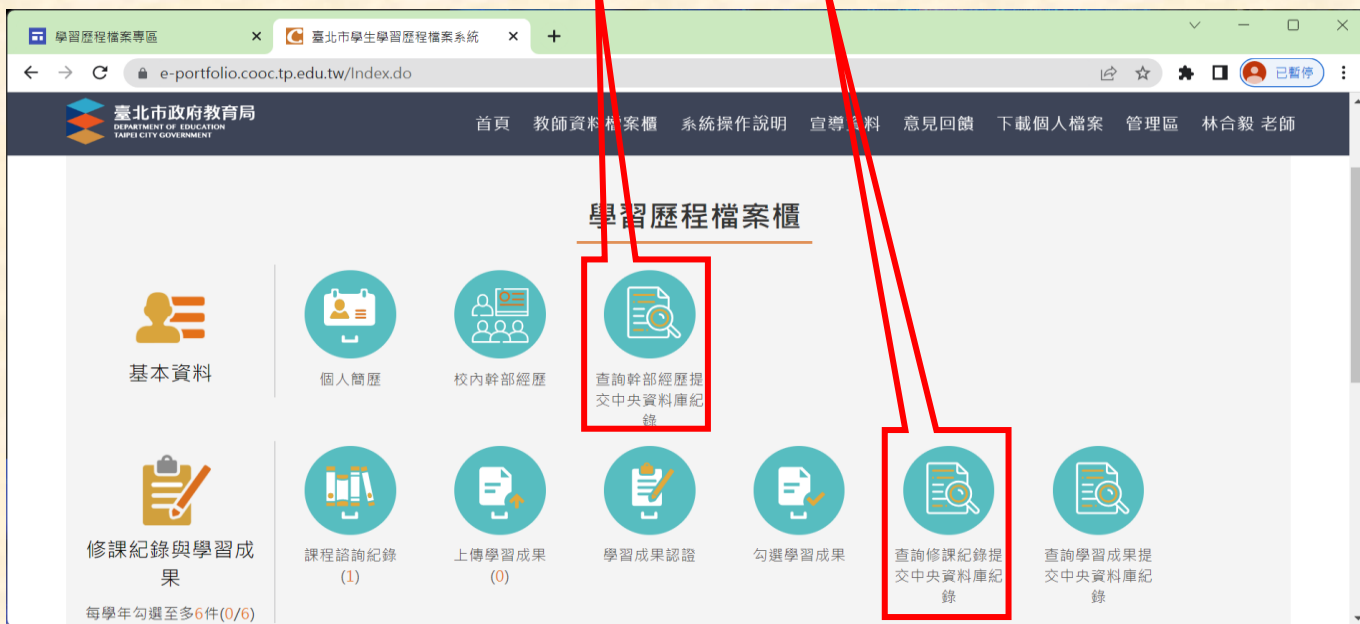 學習歷程檔案專區
臺北市學生學習歷程檔案系統
e-portfolio.cooc.tp.edu.tw/Index.do
已暫停
臺北市政府教育局
DEPARTMENT OF EDUCATION
TAIPEI CITY GOVERNMENT
首頁 教師資料檔案櫃 系統操作說明 宣導資料 意見回饋 下載個人檔案 管理區 林合毅 老師
學習歷程檔案櫃
基本資料
個人簡歷
校內幹部經歷
查詢幹部經歷提
交中央資料庫紀
錄
修課紀錄與學習成
果
每學年勾選至多6件(0/6)
課程諮詢紀錄
(1)
上傳學習成果
(0)
學習成果認證
勾選學習成果
查詢修課紀錄提
交中央資料庫紀
錄
查詢學習成果提
交中央資料庫紀
錄